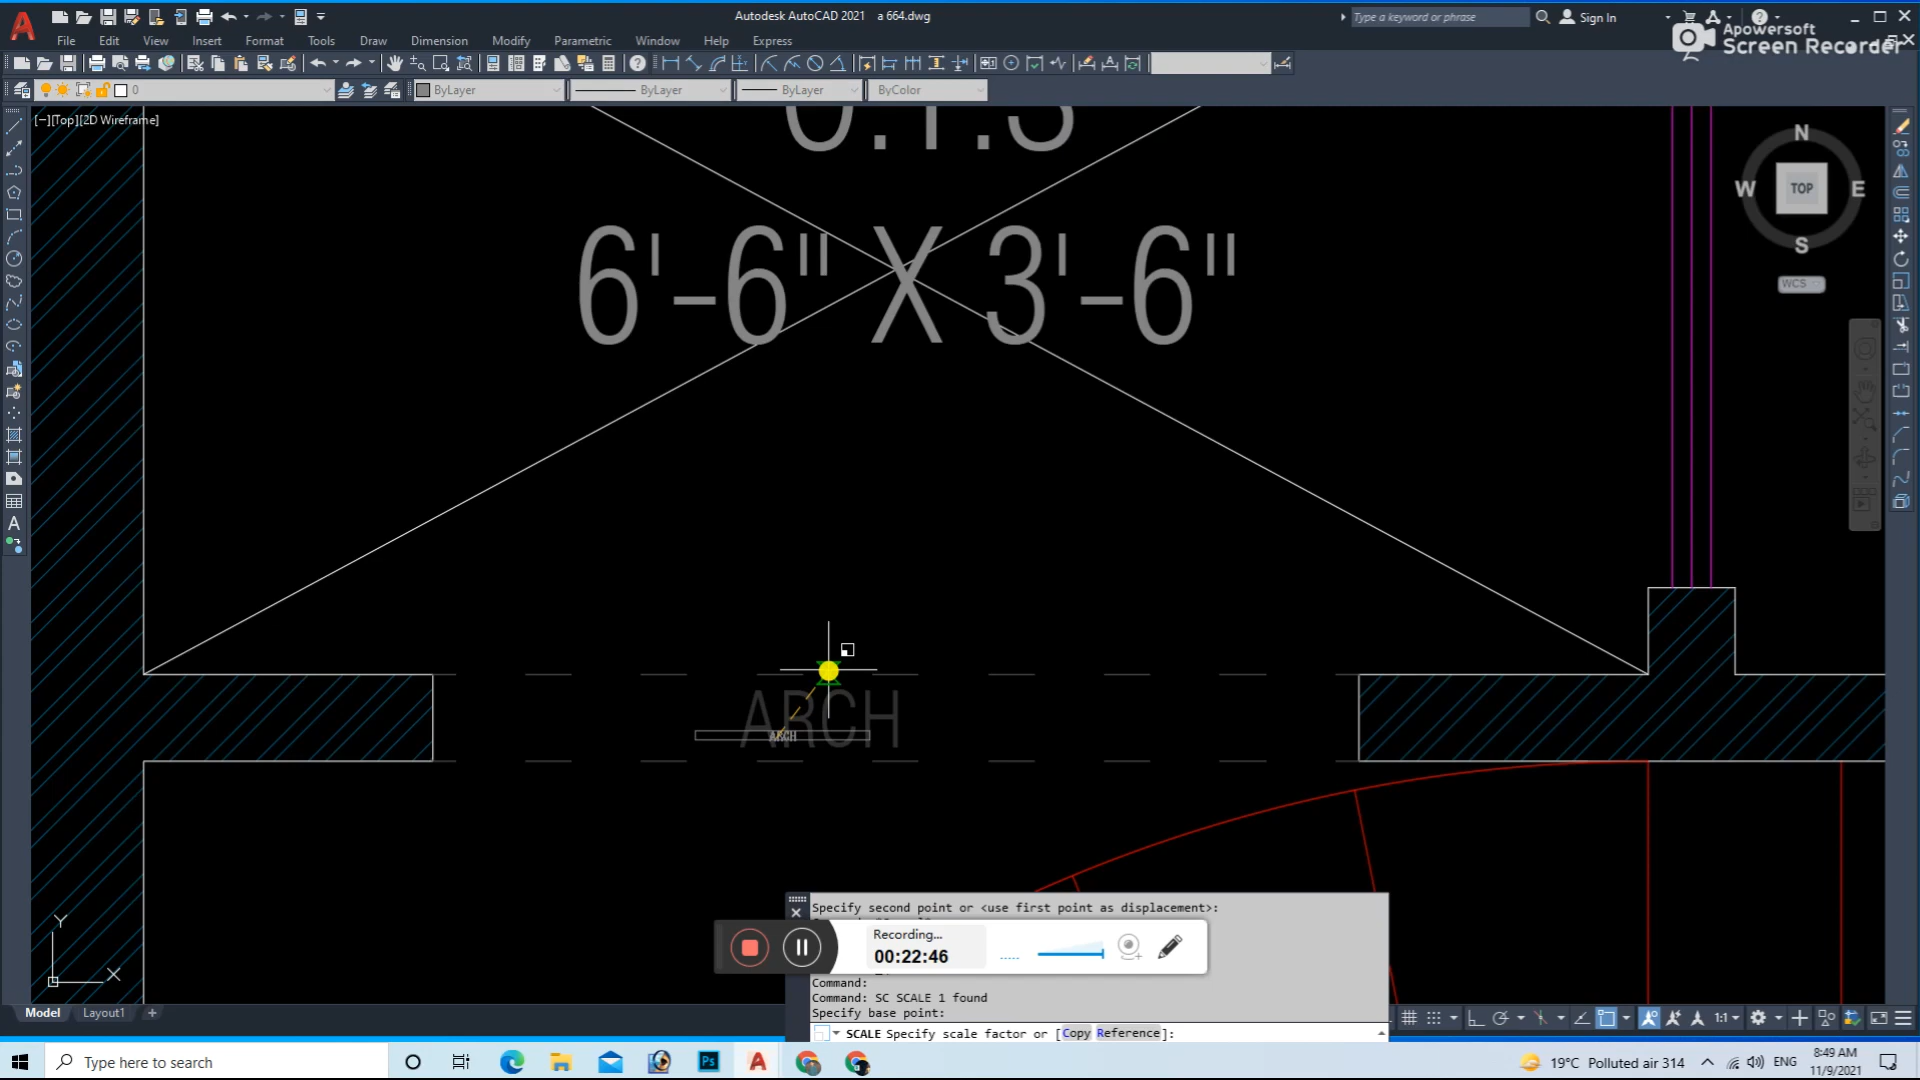 Autodesk AutoCAD 2021 a 664.dwg
Type a keyword or phrase
Sign In
Apowersoft
Screen Recorder
File Edit View Insert Format Tools Draw Dimension Modify Parametric Window Help Express
0
ByLayer
ByLayer
ByLayer
ByColor
[−][Top][2D Wireframe]
N
W TOP E
S
WCS
6'-6" X 3'-6"
ARCH
ARCH
Y
X
Specify second point or <use first point as displacement>:
Recording...
00:22:46
Command:
Command: SC SCALE 1 found
Specify base point:
SCALE Specify scale factor or [Copy Reference]:
Model Layout1 +
1:1
Type here to search
Ps
A
19°C Polluted air 314
ENG
8:49 AM
11/9/2021